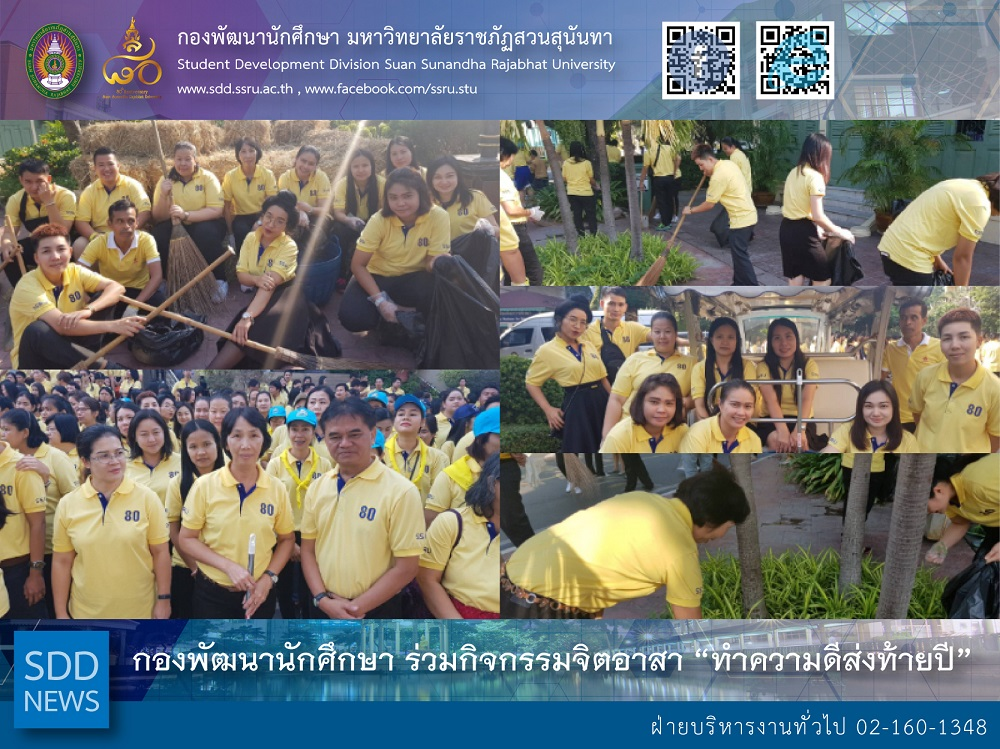 กองพัฒนานักศึกษา มหาวิทยาลัยราชภัฏสวนสุนันทา
Student Development Division Suan Sunandha Rajabhat University
www.sdd.ssru.ac.th , www.facebook.com/ssru.stu
80
80
80
80
80
80
80
80
SDD
NEWS
กองพัฒนานักศึกษา ร่วมกิจกรรมจิตอาสา “ทำความดีส่งท้ายปี”
ฝ่ายบริหารงานทั่วไป 02-160-1348